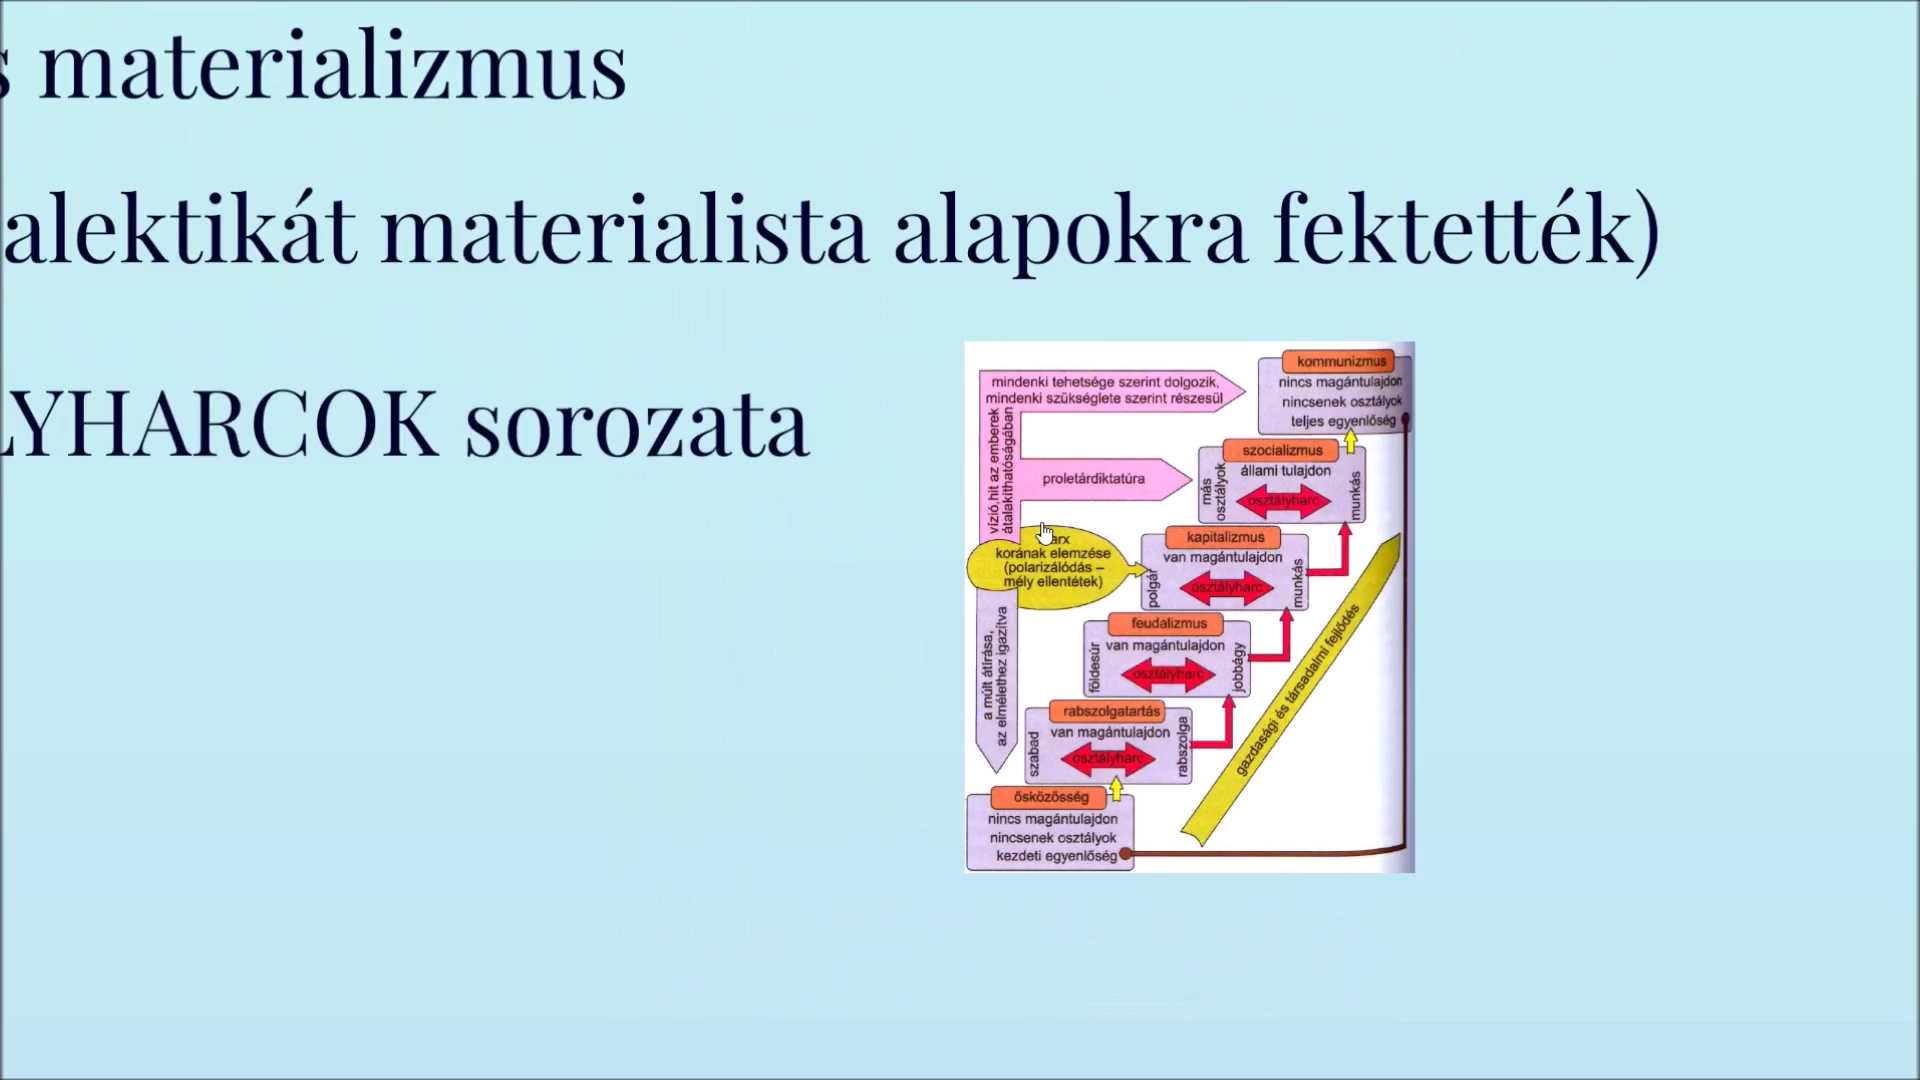 s materializmus
alektikát materialista alapokra fektették)
LYHARCOK sorozata
kommunizmus
nincs magántulajdon
nincsenek osztályok
teljes egyenlőség
mindenki tehetsége szerint dolgozik,
mindenki szükséglete szerint részesül
vízió,hit az emberek
átalakíthatóságában
proletárdiktatúra
szocializmus
állami tulajdon
más
osztályok
osztályharc
munkás
arx
korának elemzése
(polarizálódás –
mély ellentétek)
kapitalizmus
van magántulajdon
polgár
osztályharc
munkás
feudalizmus
van magántulajdon
földesúr
osztályharc
jobbágy
a múlt átírása,
az elmélethez igazítva
rabszolgatartás
van magántulajdon
szabad
osztályharc
rabszolga
gazdasági és társadalmi fejlődés
ősközösség
nincs magántulajdon
nincsenek osztályok
kezdeti egyenlőség